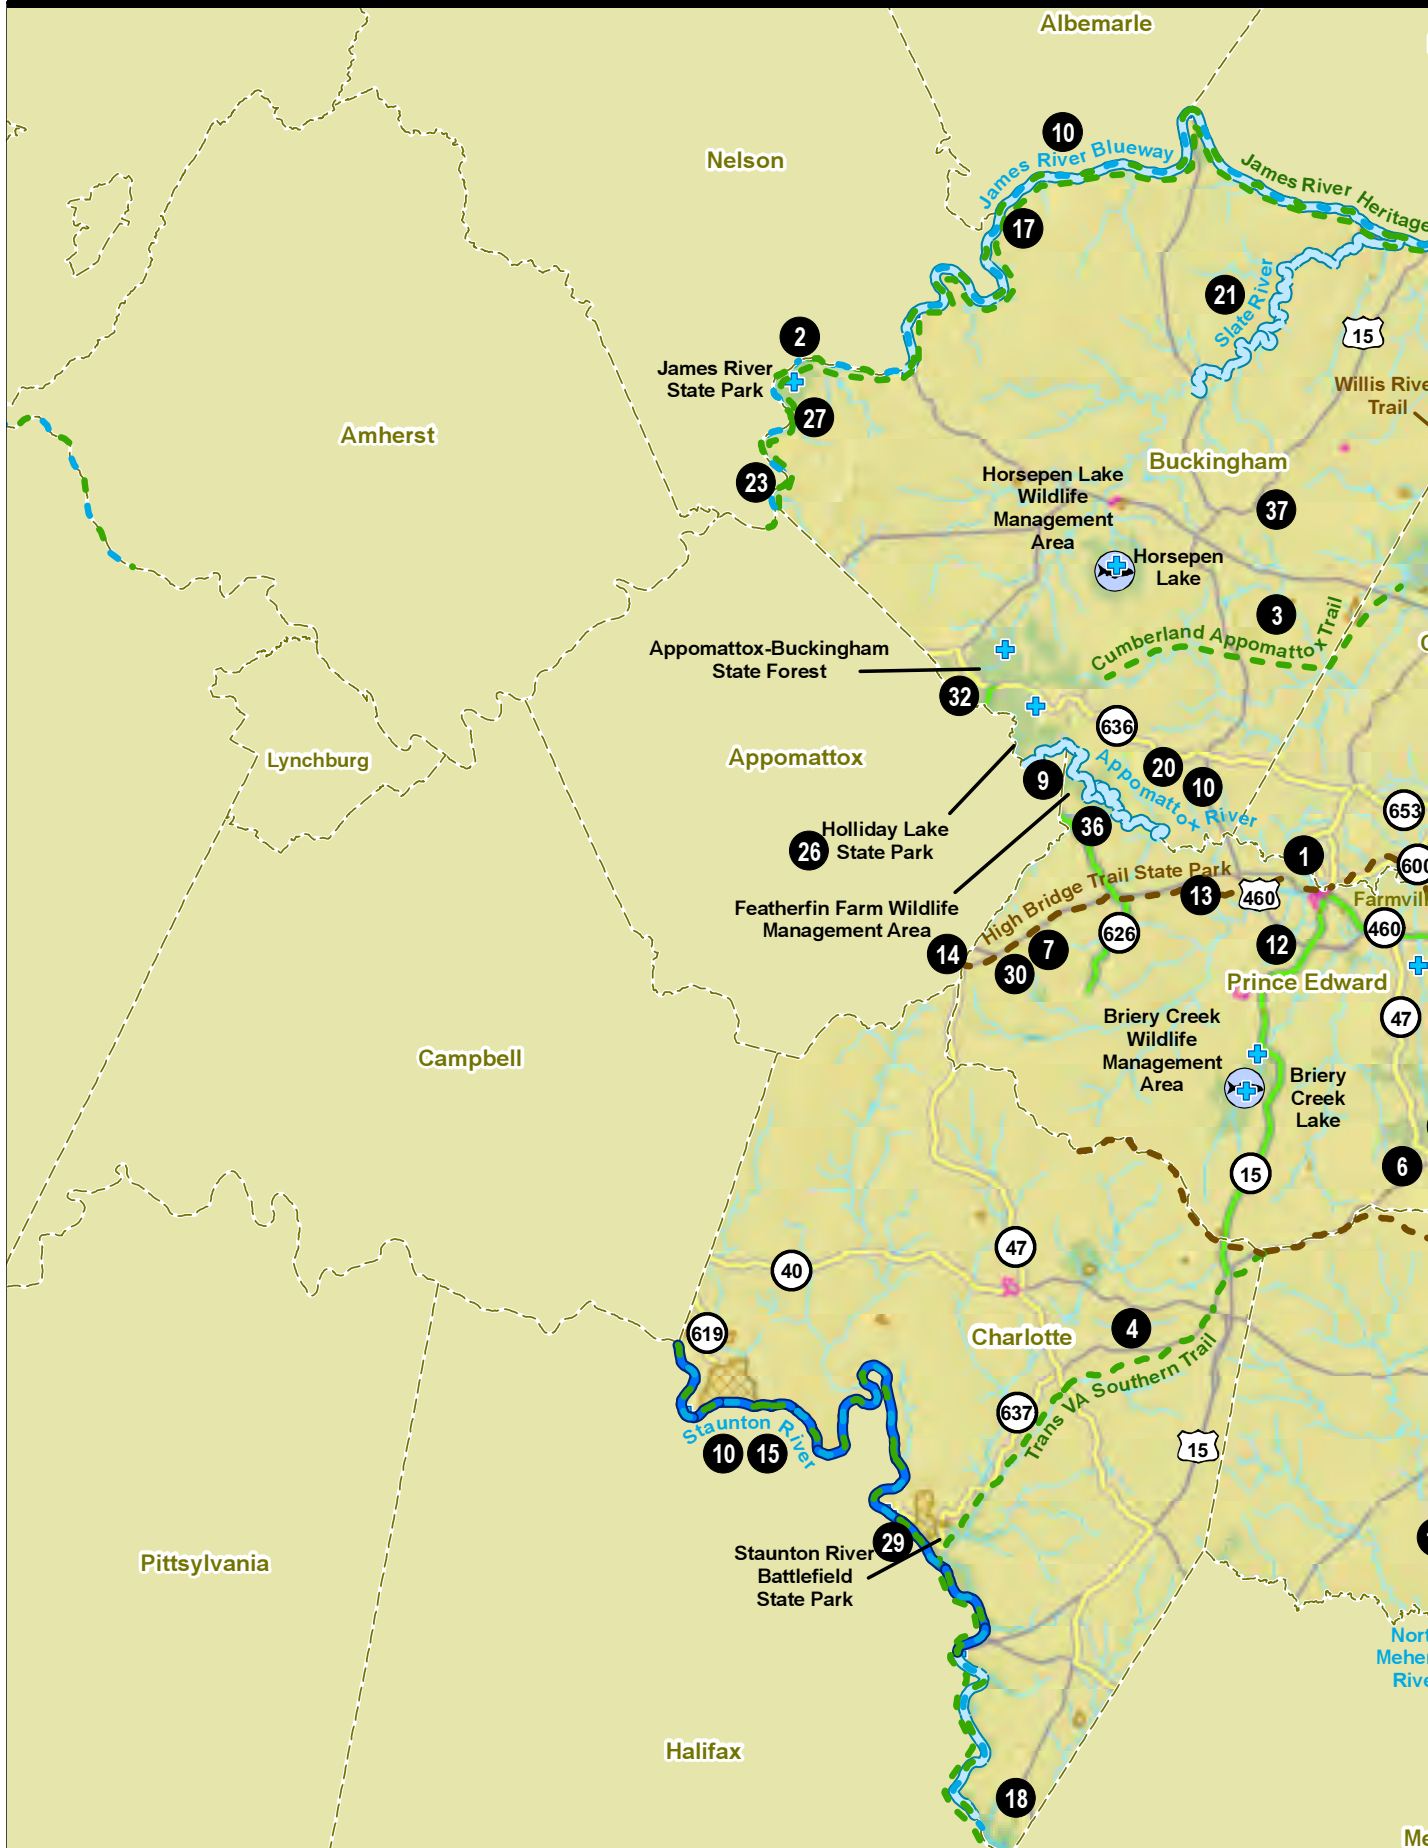 Albemarle
10
James River Blueway
Nelson
James River Heritage
17
21
Slate River
15
2
James River
State Park
27
Willis Rive
Trail
Amherst
Buckingham
23
Horsepen Lake
Wildlife
Management
Area
37
Horsepen
Lake
3
Cumberland Appomattox Trail
Appomattox-Buckingham
State Forest
32
636
Lynchburg
Appomattox
9
Appomattox River
20
10
653
26
Holliday Lake
State Park
36
1
600
High Bridge Trail State Park
13
460
Farmvill
Featherfin Farm Wildlife
Management Area
14
7
30
626
12
460
Prince Edward
47
Briery Creek
Wildlife
Management
Area
Campbell
Briery
Creek
Lake
15
6
47
40
619
Charlotte
4
Trans VA Southern Trail
637
Staunton River
10
15
15
29
Staunton River
Battlefield
State Park
Pittsylvania
Nort
Meher
Rive
Halifax
18
Me